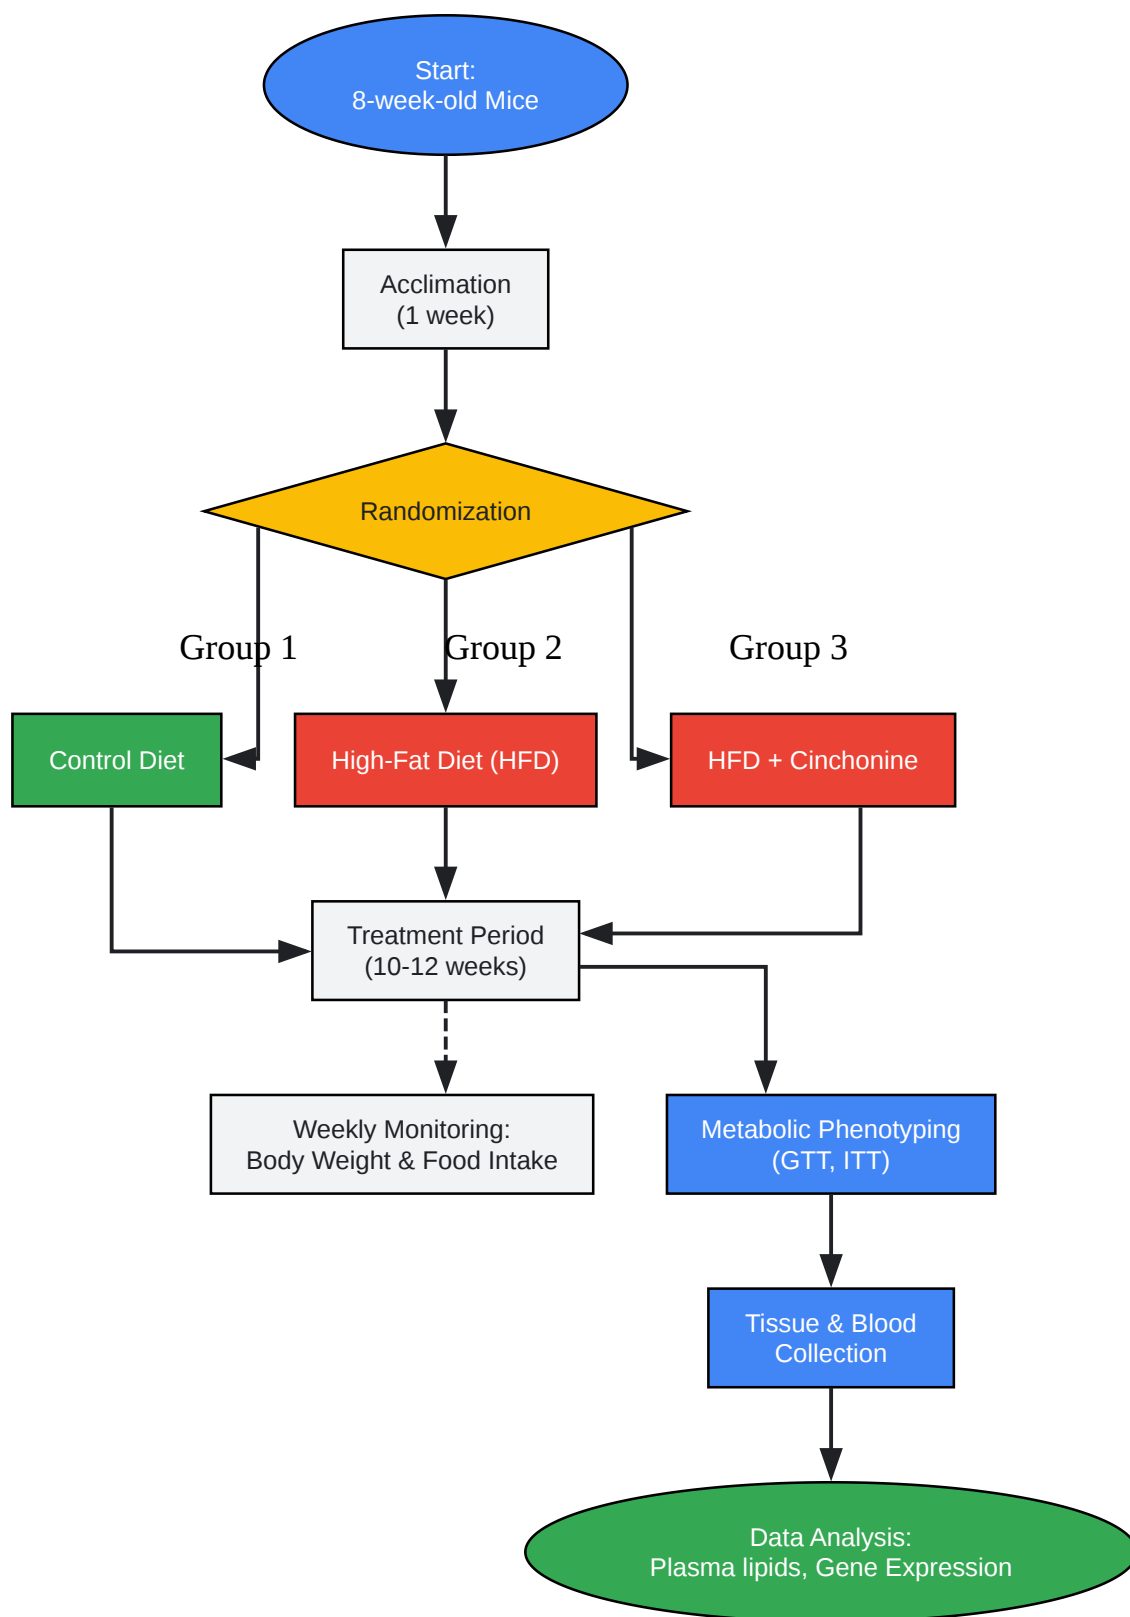 Start:
8-week-old Mice
Acclimation
(1 week)
Randomization
Group 1
Group 2
Group 3
Control Diet
High-Fat Diet (HFD)
HFD + Cinchonine
Treatment Period
(10-12 weeks)
Weekly Monitoring:
Body Weight & Food Intake
Metabolic Phenotyping
(GTT, ITT)
Tissue & Blood
Collection
Data Analysis:
Plasma lipids, Gene Expression